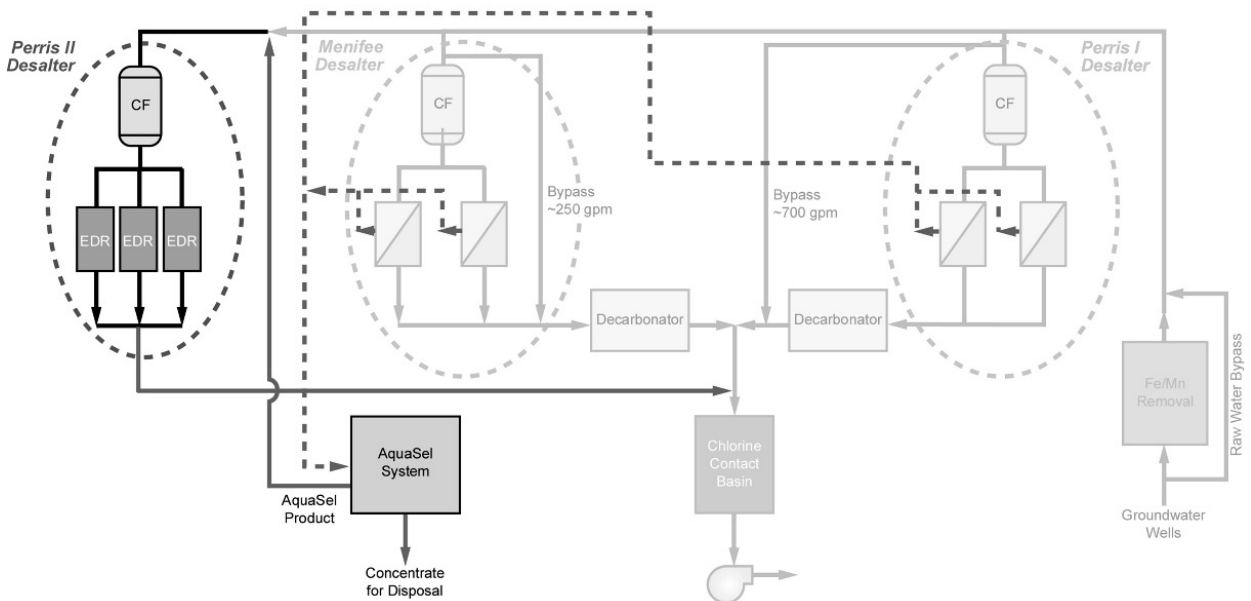 Perris II
Desalter
CF
EDR
EDR
EDR
Menifee
Desalter
CF
Bypass
~250 gpm
Bypass
~700 gpm
Perris I
Desalter
CF
Decarbonator
Decarbonator
Fe/Mn
Removal
Raw Water Bypass
Groundwater
Wells
AquaSel
System
AquaSel
Product
Concentrate
for Disposal
Chlorine
Contact
Basin